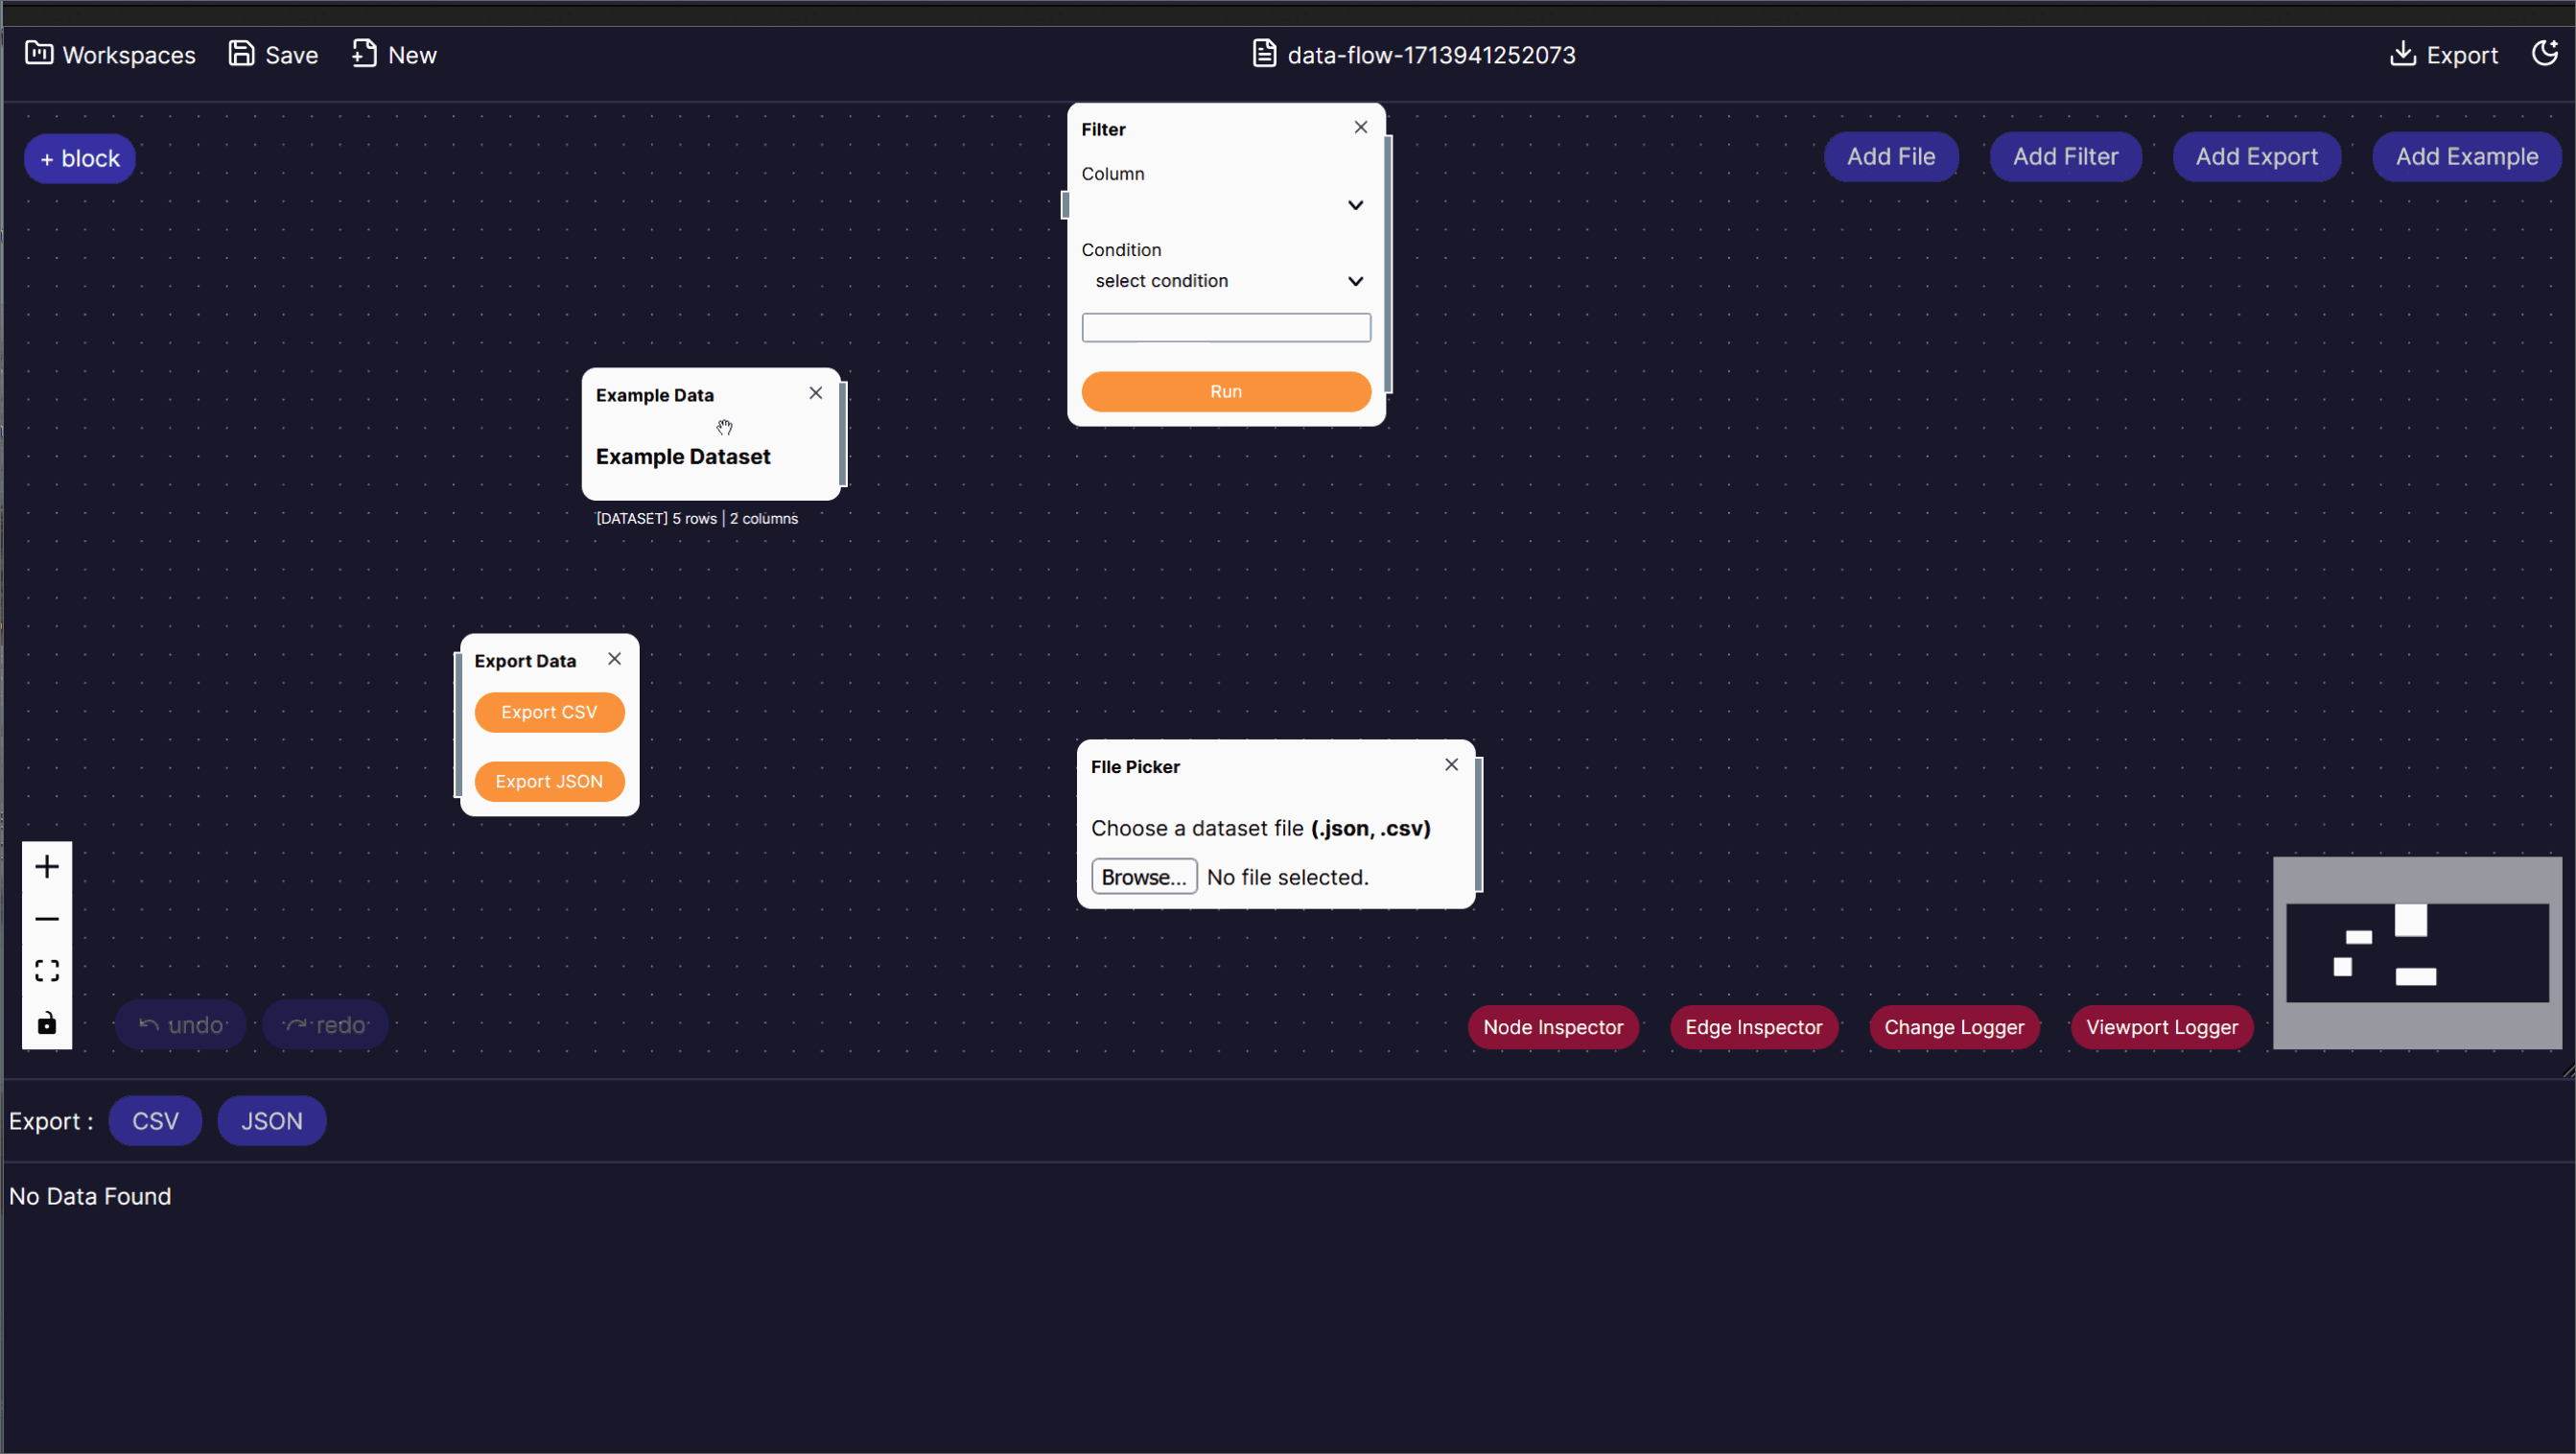 Workspaces Save New data-flow-1713941252073 Export
+ block
Add File Add Filter Add Export Add Example
Filter
Column
Condition
select condition
Run
Example Data
Example Dataset
[DATASET] 5 rows | 2 columns
Export Data
Export CSV
Export JSON
FIle Picker
Choose a dataset file (.json, .csv)
Browse... No file selected.
undo redo
Node Inspector Edge Inspector Change Logger Viewport Logger
Export : CSV JSON
No Data Found